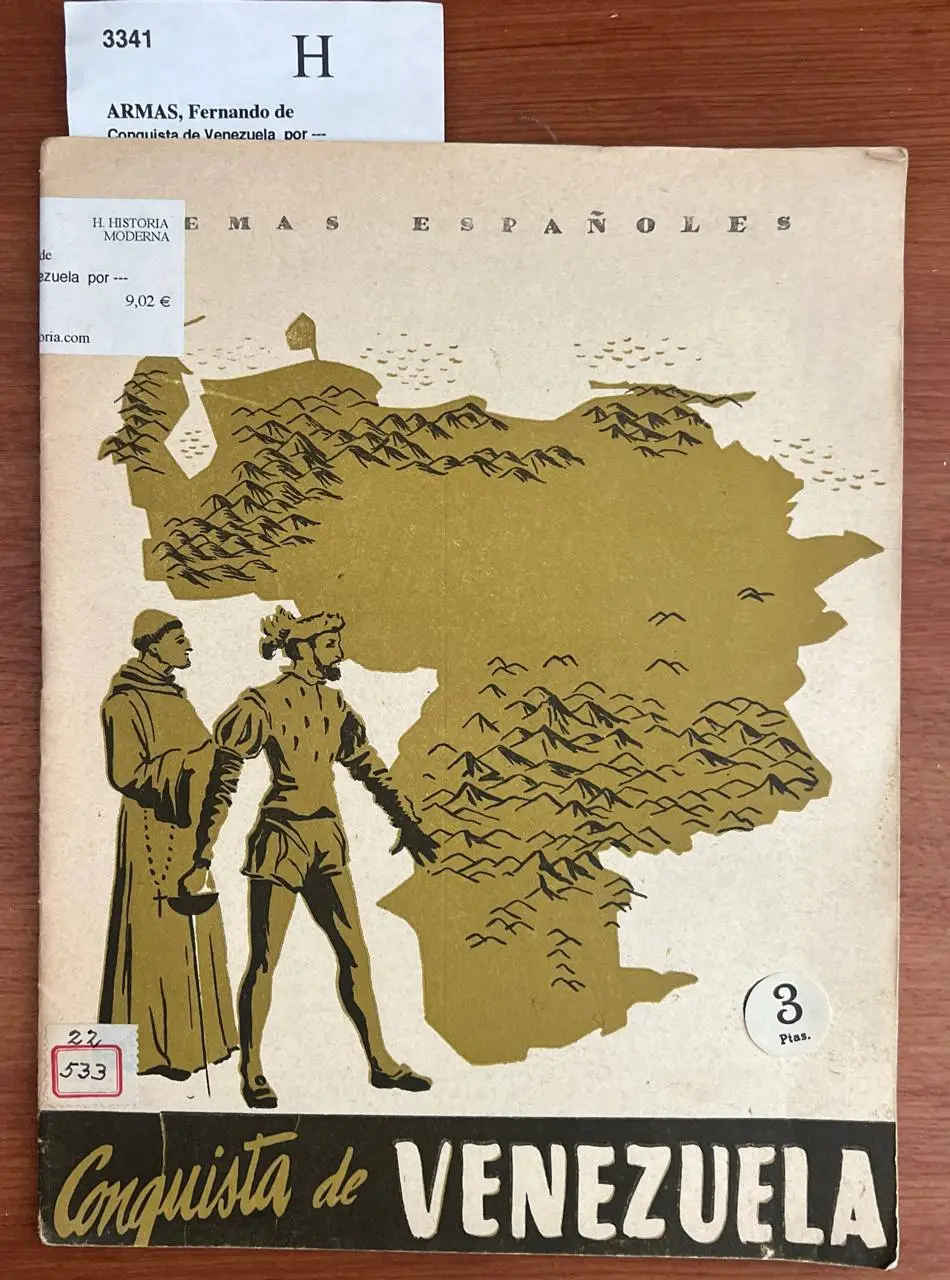 3341
H
ARMAS, Fernando de
Conquista de Venezuela por ---
H. HISTORIA
MODERNA
de
ezuela por ---
9,02 €
oria.com
EMAS ESPAÑOLES
3
Ptas.
22
533
Conquista de VENEZUELA